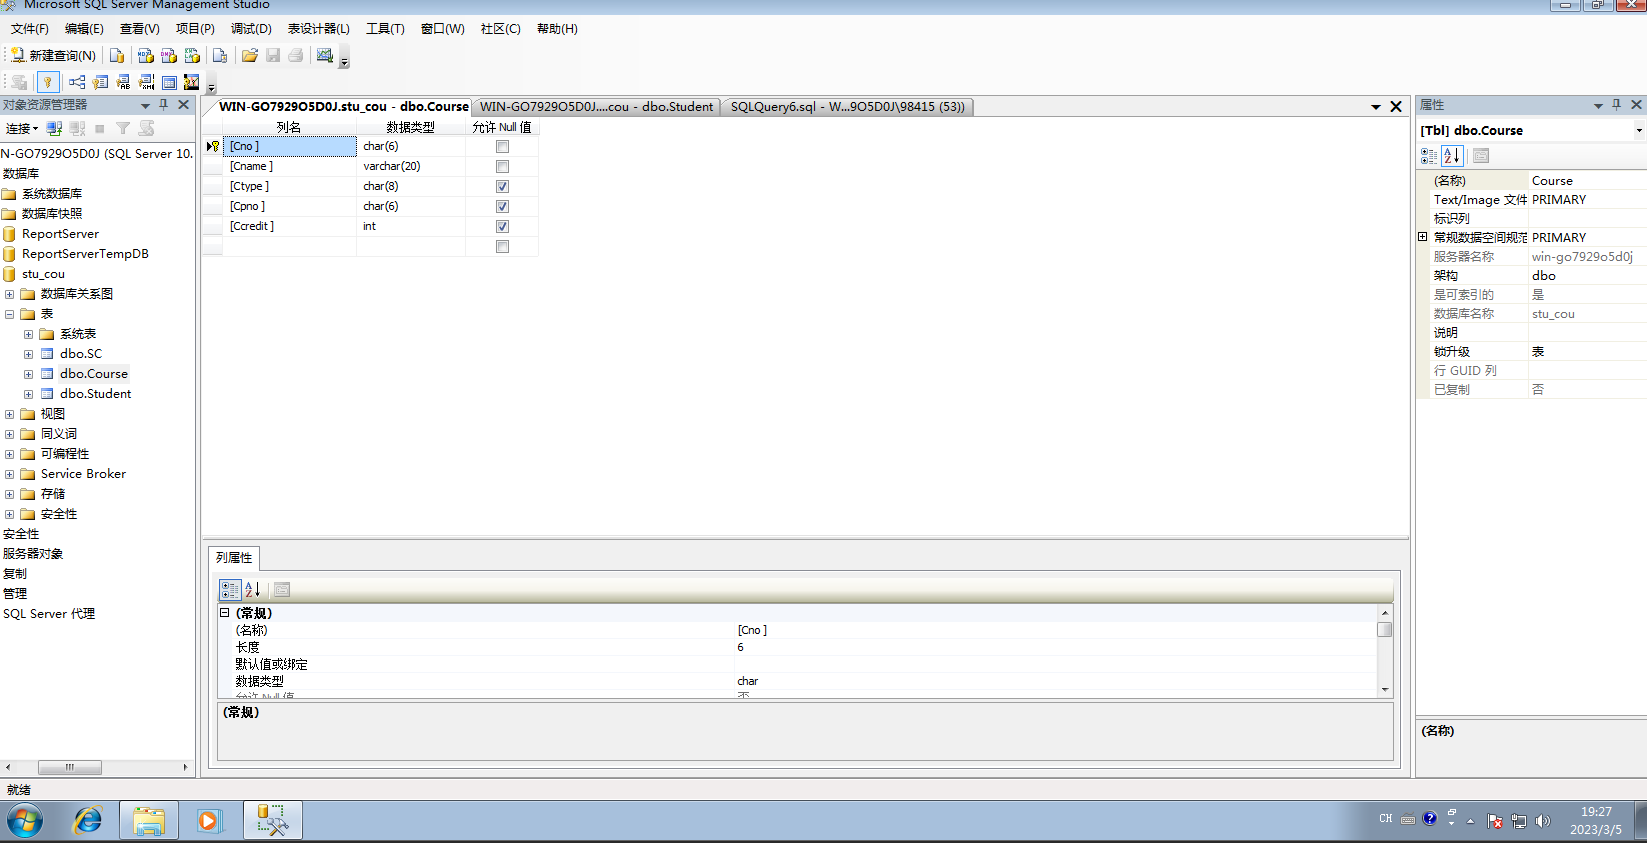 Microsoft SQL Server Management Studio
文件(F) 编辑(E) 查看(V) 项目(P) 调试(D) 表设计器(L) 工具(T) 窗口(W) 社区(C) 帮助(H)
新建查询(N)
对象资源管理器
连接
N-GO7929O5D0J (SQL Server 10.
数据库
系统数据库
数据库快照
ReportServer
ReportServerTempDB
stu_cou
数据库关系图
表
系统表
dbo.SC
dbo.Course
dbo.Student
视图
同义词
可编程性
Service Broker
存储
安全性
安全性
服务器对象
复制
管理
SQL Server 代理
WIN-GO7929O5D0J.stu_cou - dbo.Course WIN-GO7929O5D0J....cou - dbo.Student SQLQuery6.sql - W...9O5D0J\98415 (53))
列名 数据类型 允许 Null 值
[Cno ] char(6)
[Cname ] varchar(20)
[Ctype ] char(8)
[Cpno ] char(6)
[Ccredit ] int
列属性
(常规)
(名称) [Cno ]
长度 6
默认值或绑定
数据类型 char
允许 Null 值 否
(常规)
属性
[Tbl] dbo.Course
(名称) Course
Text/Image 文件 PRIMARY
标识列
常规数据空间规范 PRIMARY
服务器名称 win-go7929o5d0j
架构 dbo
是可索引的 是
数据库名称 stu_cou
说明
锁升级 表
行 GUID 列
已复制 否
(名称)
就绪
CH
19:27
2023/3/5